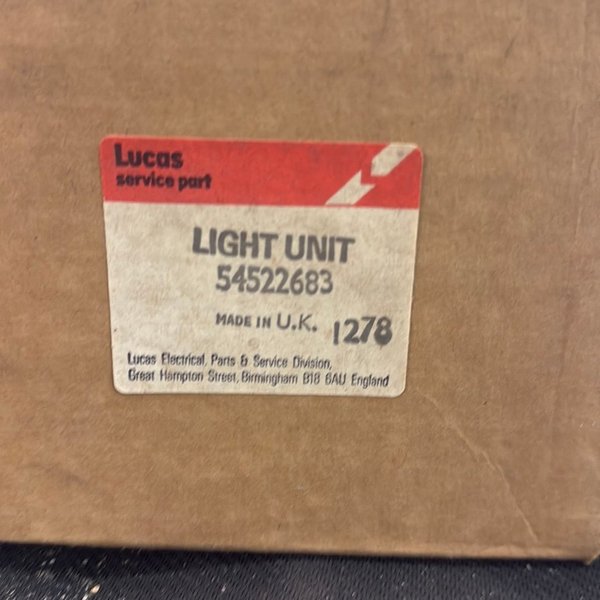 Lucas
service part
LIGHT UNIT
54522683
MADE IN U.K. 1278
Lucas Electrical, Parts & Service Division,
Great Hampton Street, Birmingham B18 6AU England